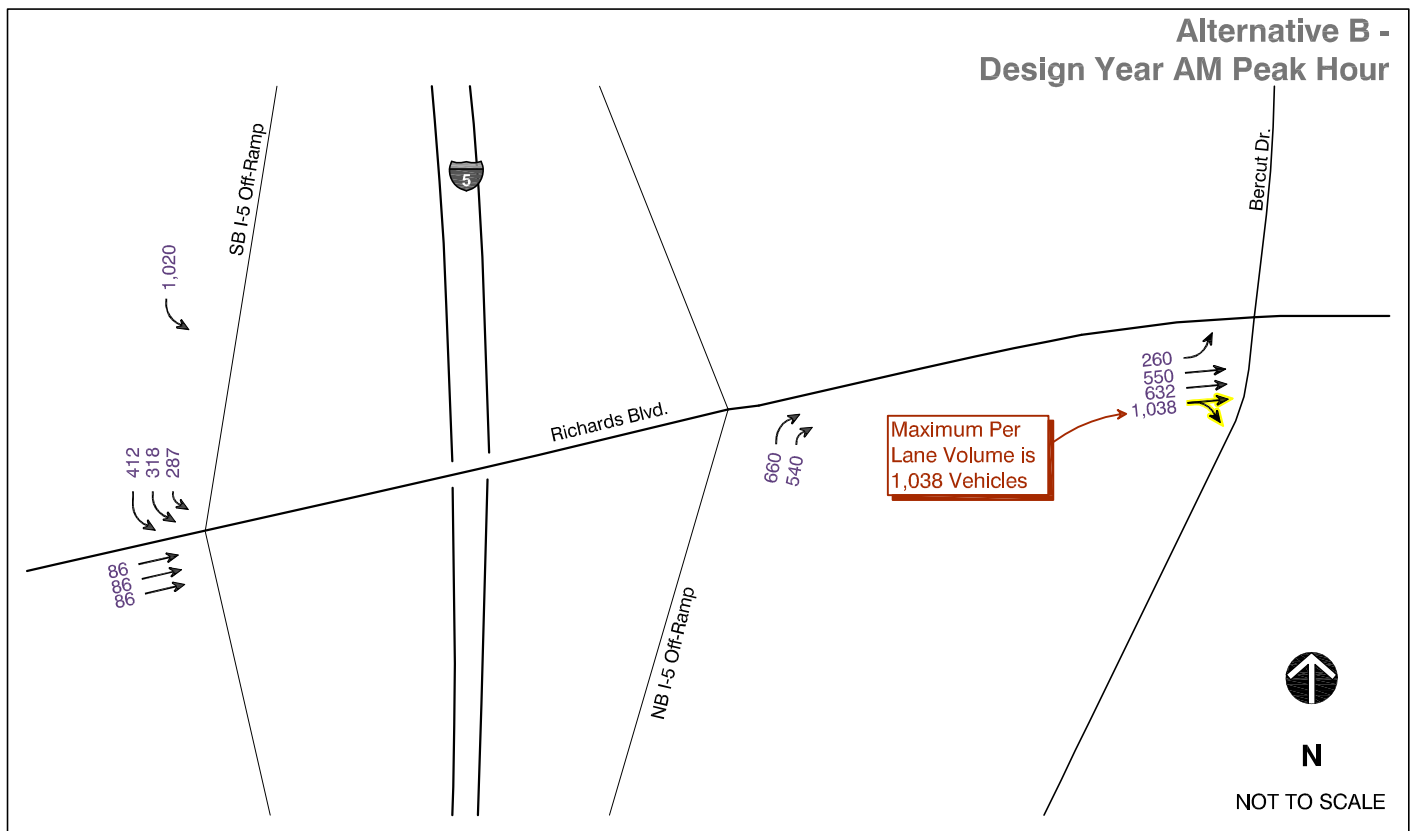 Alternative B -
Design Year AM Peak Hour
SB I-5 Off-Ramp
5
Bercut Dr.
1,020
Richards Blvd.
260
550
632
1,038
Maximum Per
Lane Volume is
1,038 Vehicles
412
318
287
660
540
86
86
86
NB I-5 Off-Ramp
N
NOT TO SCALE